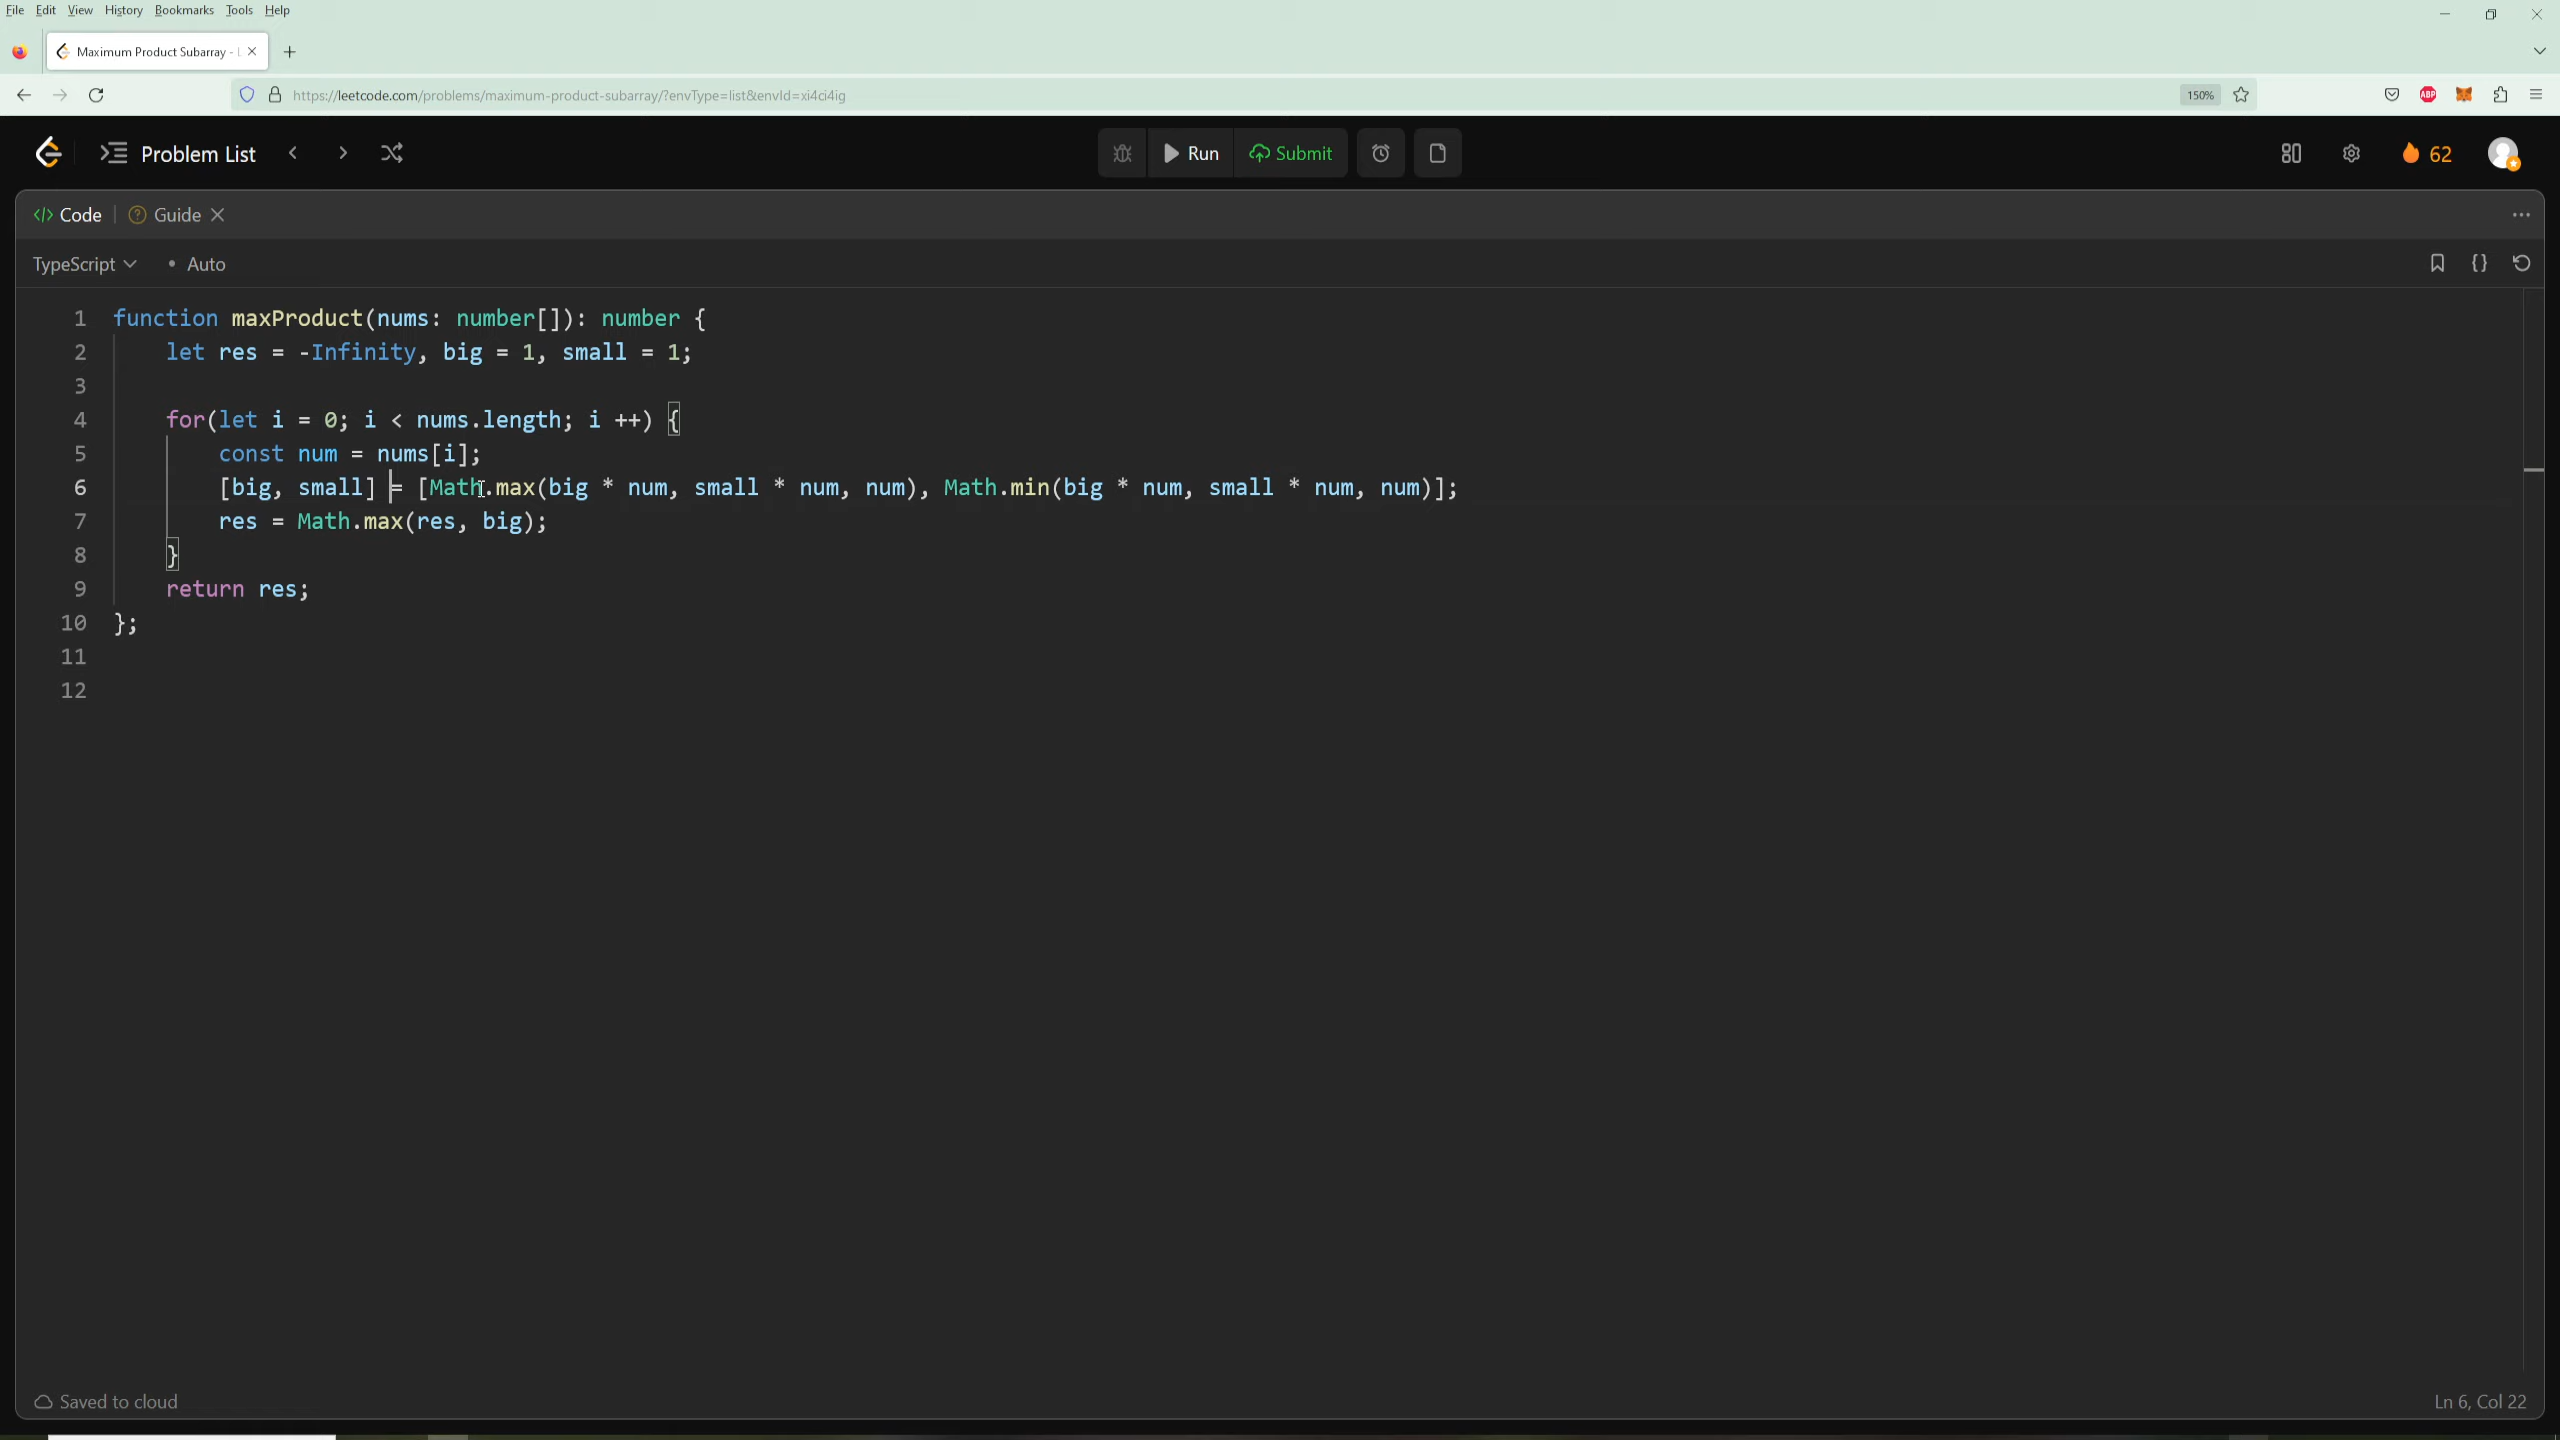 File Edit View History Bookmarks Tools Help
Maximum Product Subarray - L
https://leetcode.com/problems/maximum-product-subarray/?envType=list&envId=xi4ci4ig
150%
ABP
Problem List
Run
Submit
62
Code
Guide
TypeScript
Auto
1 function maxProduct(nums: number[]): number {
2 let res = -Infinity, big = 1, small = 1;
3
4 for(let i = 0; i < nums.length; i ++) {
5 const num = nums[i];
6 [big, small] = [Math.max(big * num, small * num, num), Math.min(big * num, small * num, num)];
7 res = Math.max(res, big);
8 }
9 return res;
10 };
11
12
Saved to cloud
Ln 6, Col 22